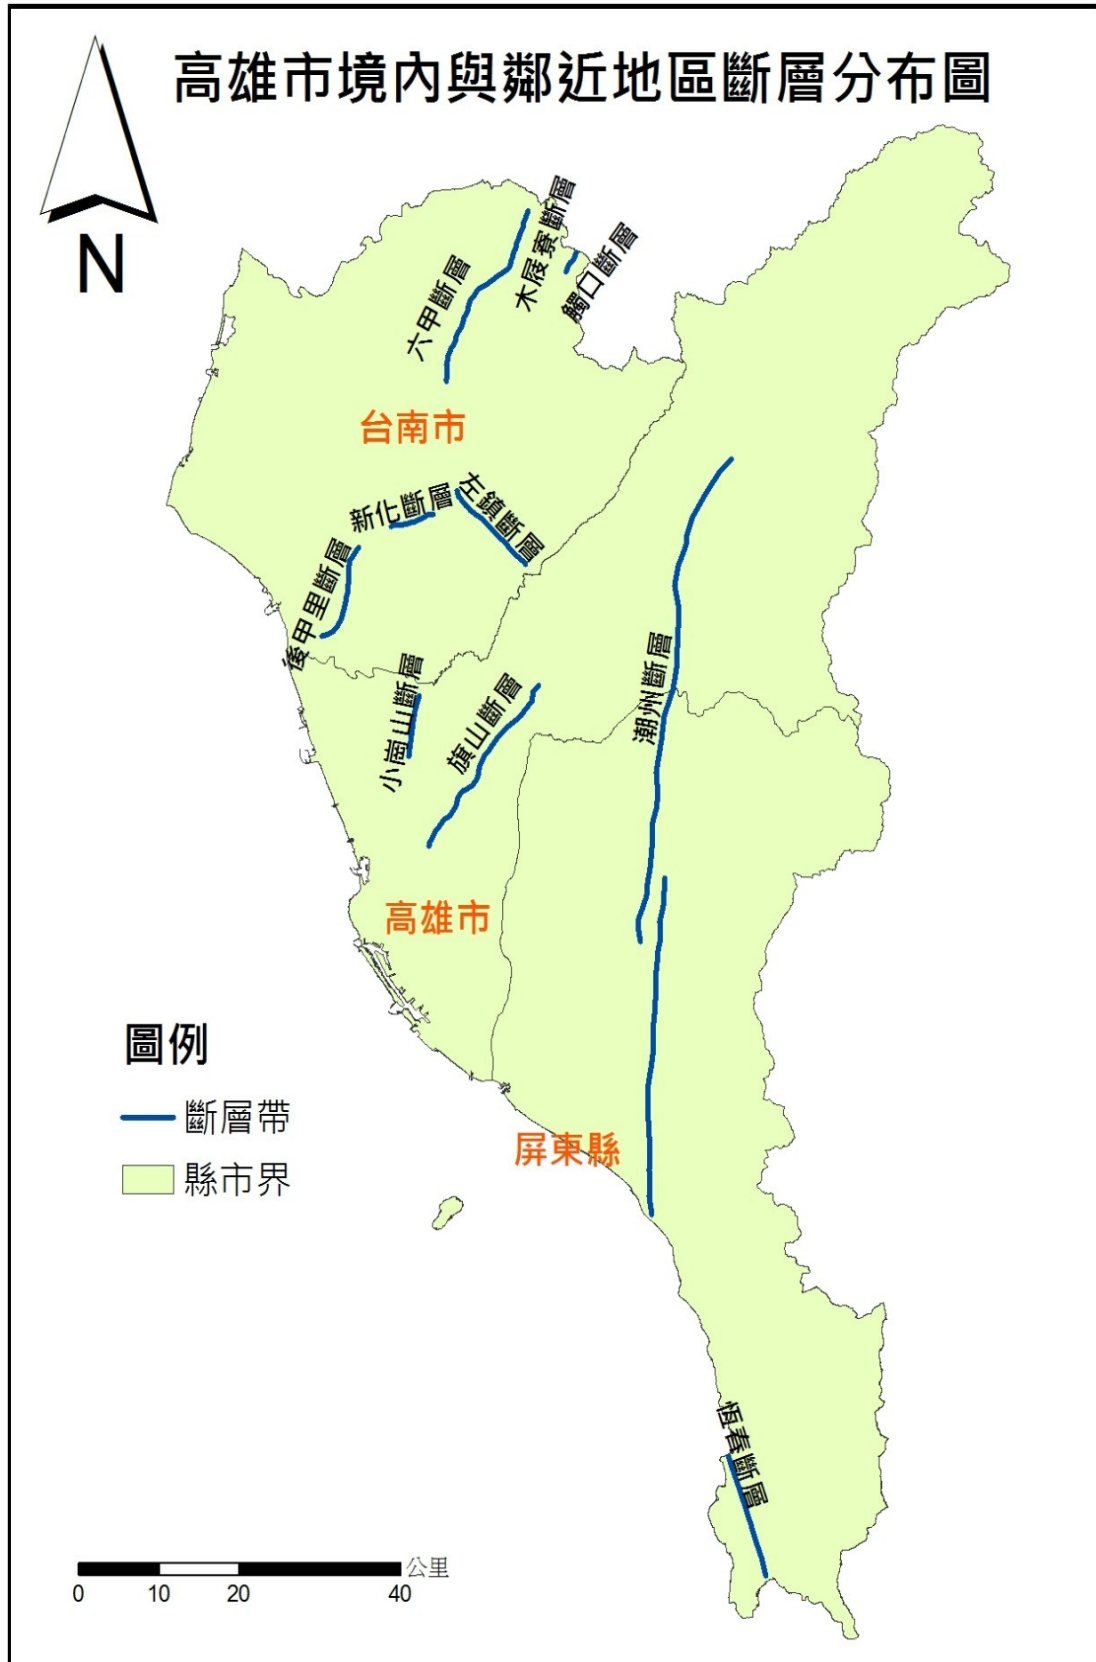 高雄市境內與鄰近地區斷層分布圖
N
木屐寮斷層
觸口斷層
六甲斷層
台南市
左鎮斷層
新化斷層
後甲里斷層
潮州斷層
小崗山斷層
旗山斷層
高雄市
圖例
斷層帶
屏東縣
縣市界
恆春斷層
公里
0 10 20 40